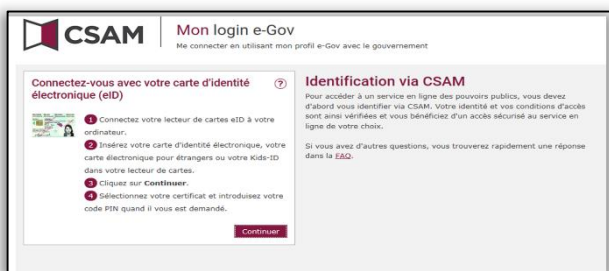 CSAM
Mon login e-Gov
Me connecter en utilisant mon profil e-Gov avec le gouvernement
Connectez-vous avec votre carte d'identité
électronique (eID)
?
1 Connectez votre lecteur de cartes eID à votre
ordinateur.
2 Insérez votre carte d'identité électronique, votre
carte électronique pour étrangers ou votre Kids-ID
dans votre lecteur de cartes.
3 Cliquez sur Continuer.
4 Sélectionnez votre certificat et introduisez votre
code PIN quand il vous est demandé.
Continuer
Identification via CSAM
Pour accéder à un service en ligne des pouvoirs publics, vous devez
d'abord vous identifier via CSAM. Votre identité et vos conditions d'accès
sont ainsi vérifiées et vous bénéficiez d'un accès sécurisé au service en
ligne de votre choix.
Si vous avez d'autres questions, vous trouverez rapidement une réponse
dans la FAQ.